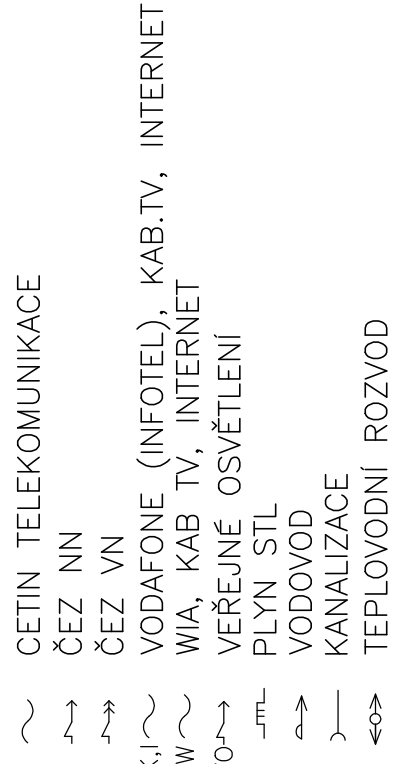 CETIN TELEKOMUNIKACE
ČEZ NN
ČEZ VN
K,I VODAFONE (INFOTEL), KAB.TV, INTERNET
W WIA, KAB TV, INTERNET
VEŘEJNÉ OSVĚTLENÍ
PLYN STL
VODOVOD
KANALIZACE
TEPLOVODNÍ ROZVOD